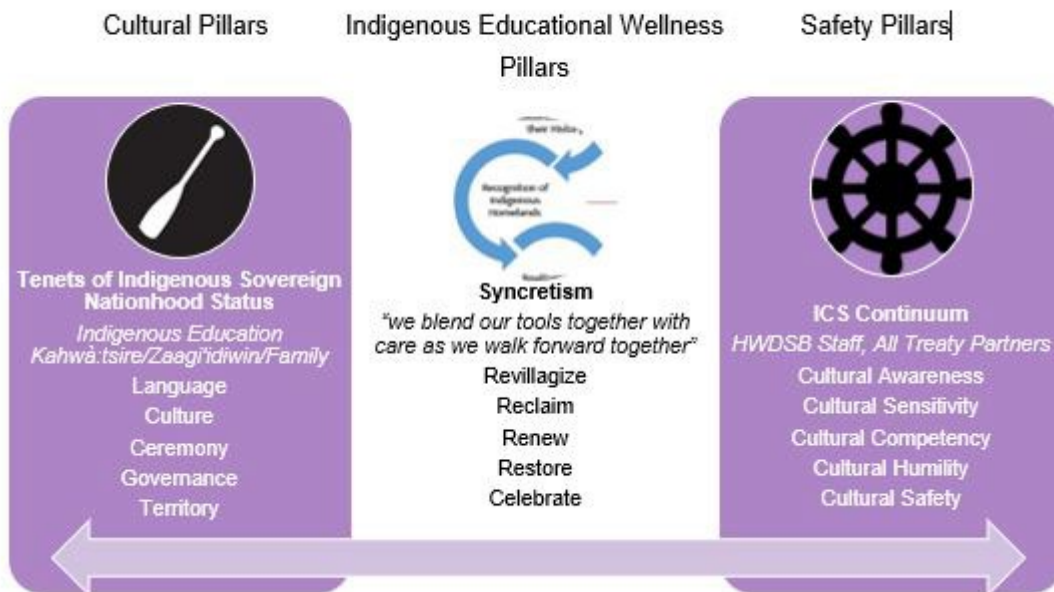 Cultural Pillars
Indigenous Educational Wellness
Pillars
Safety Pillars
Tenets of Indigenous Sovereign
Nationhood Status
Indigenous Education
Kahwà:tsire/Zaagi'idiwin/Family
Language
Culture
Ceremony
Governance
Territory
their
Recognition of
Indigenous
Homelands
Syncretism
"we blend our tools together with
care as we walk forward together"
Revillagize
Reclaim
Renew
Restore
Celebrate
ICS Continuum
HWDSB Staff, All Treaty Partners
Cultural Awareness
Cultural Sensitivity
Cultural Competency
Cultural Humility
Cultural Safety